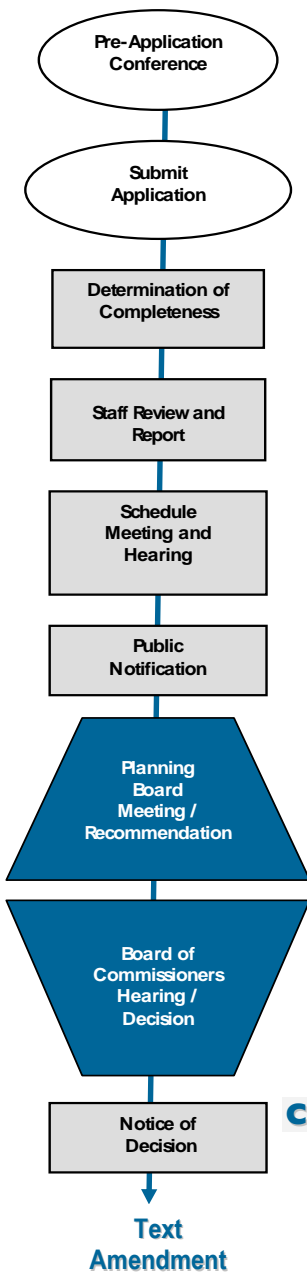 Pre-Application
Conference
Submit
Application
Determination of
Completeness
Staff Review and
Report
Schedule
Meeting and
Hearing
Public
Notification
Planning
Board
Meeting /
Recommendation
Board of
Commissioners
Hearing /
Decision
Notice of
Decision
c
Text
Amendment